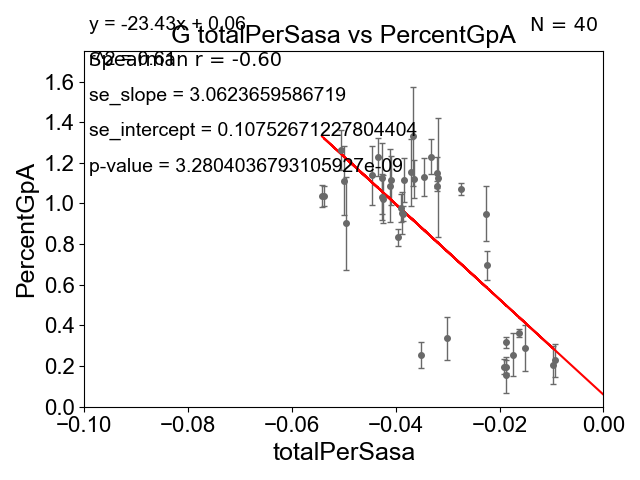 y = -23.43x + 0.06
N = 40
G totalPerSasa vs PercentGpA
Spearman r = -0.60
se_slope = 3.0623659586719
se_intercept = 0.10752671227804404
p-value = 3.2804036793105927e-09
PercentGpA
1.6
1.4
1.2
1.0
0.8
0.6
0.4
0.2
0.0
−0.10 −0.08 −0.06 −0.04 −0.02 0.00
totalPerSasa